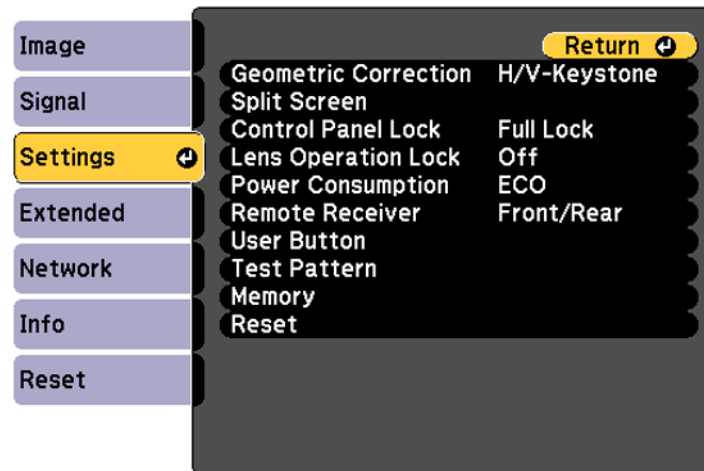 Image
Signal
Settings
Extended
Network
Info
Reset
Return
Geometric Correction H/V-Keystone
Split Screen
Control Panel Lock Full Lock
Lens Operation Lock Off
Power Consumption ECO
Remote Receiver Front/Rear
User Button
Test Pattern
Memory
Reset